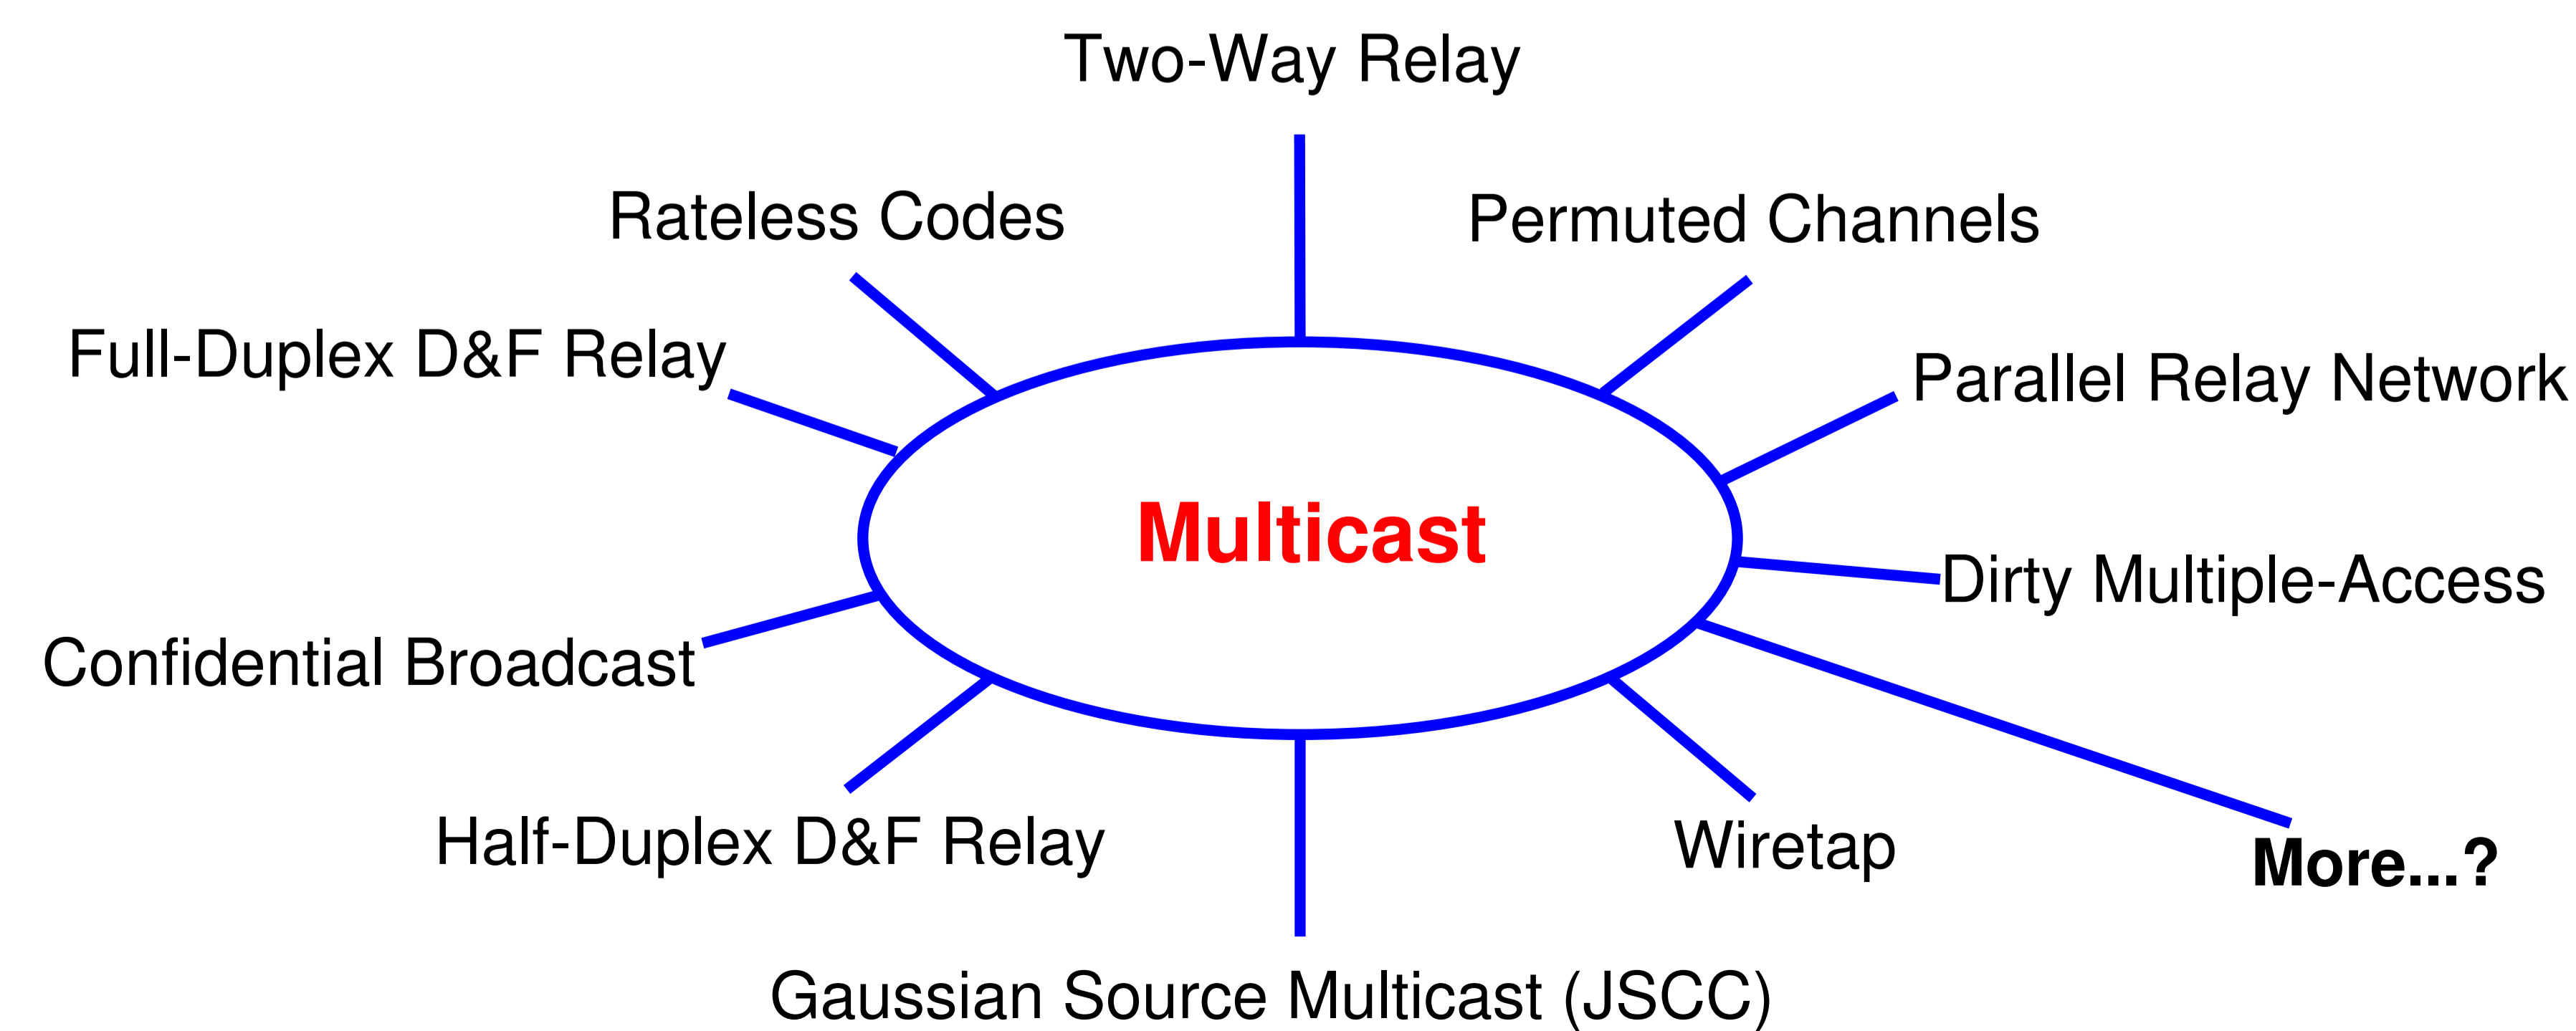 Two-Way Relay
Rateless Codes
Permuted Channels
Full-Duplex D&F Relay
Parallel Relay Network
Multicast
Dirty Multiple-Access
Confidential Broadcast
Half-Duplex D&F Relay
Wiretap
More...?
Gaussian Source Multicast (JSCC)